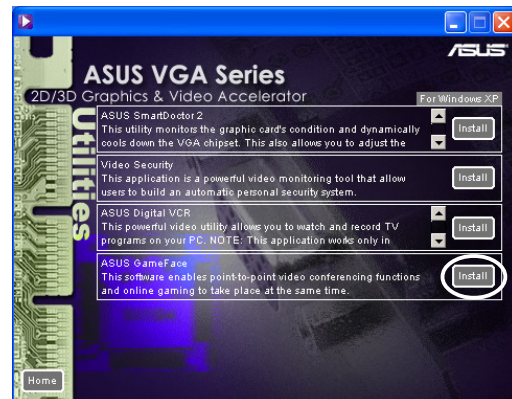 ASUS
ASUS VGA Series
2D/3D Graphics & Video Accelerator
For Windows XP
Utilities
ASUS SmartDoctor 2
This utility monitors the graphic card's condition and dynamically
cools down the VGA chipset. This also allows you to adjust the
Install
Video Security
This application is a powerful video monitoring tool that allow
users to build an automatic personal security system.
Install
ASUS Digital VCR
This powerful video utility allows you to watch and record TV
programs on your PC. NOTE: This application works only in
Install
ASUS GameFace
This software enables point-to-point video conferencing functions
and online gaming to take place at the same time.
Install
Home